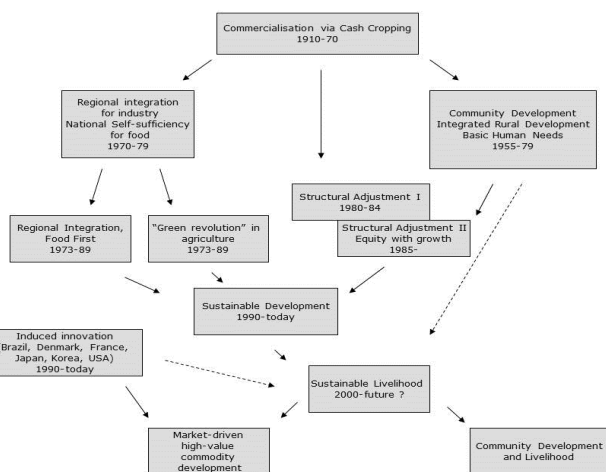 Commercialisation via Cash Cropping
1910-70
Regional integration
for industry
National Self-sufficiency
for food
1970-79
Community Development
Integrated Rural Development
Basic Human Needs
1955-79
Structural Adjustment I
1980-84
Structural Adjustment II
Equity with growth
1985-
Regional Integration,
Food First
1973-89
“Green revolution” in
agriculture
1973-89
Sustainable Development
1990-today
Induced innovation
(Brazil, Denmark, France,
Japan, Korea, USA)
1990-today
Sustainable Livelihood
2000-future ?
Market-driven
high-value
commodity
development
Community Development
and Livelihood